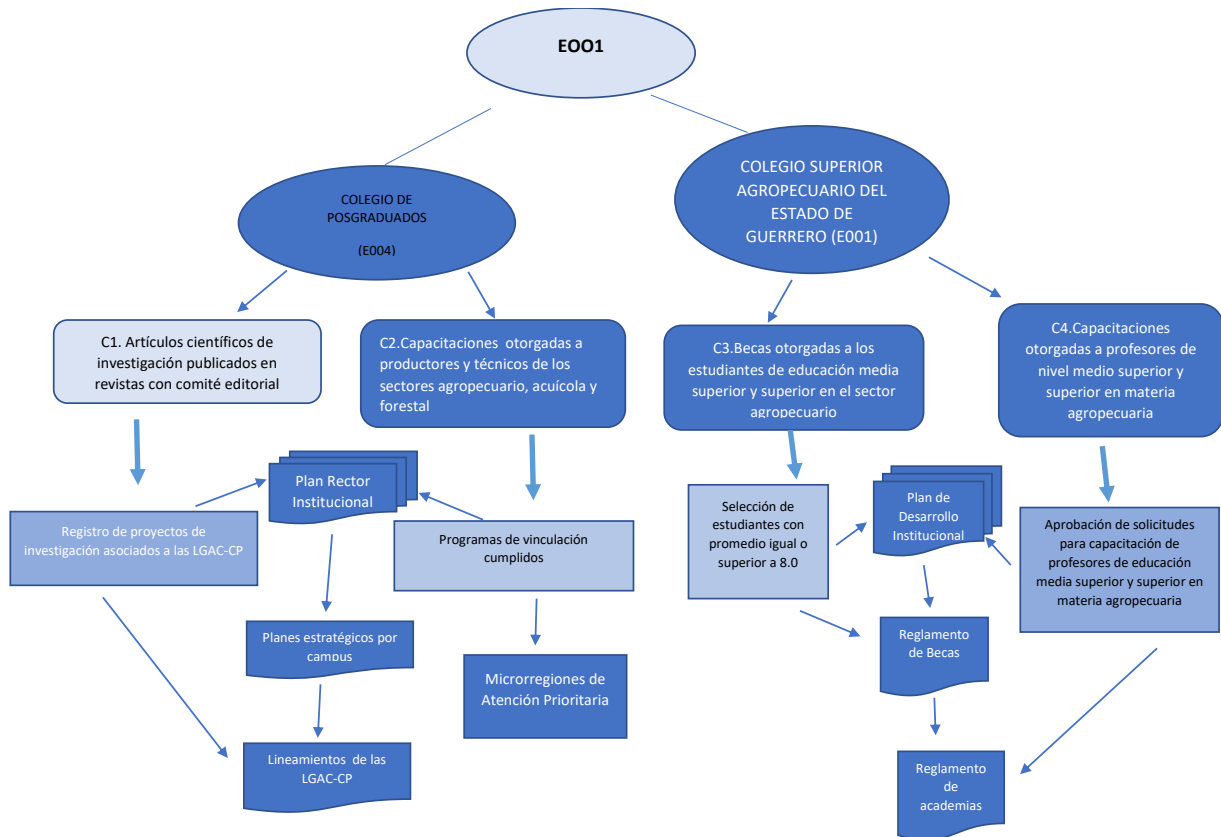 EOO1
COLEGIO DE
POSGRADUADOS
(E004)
COLEGIO SUPERIOR
AGROPECUARIO DEL
ESTADO DE
GUERRERO (E001)
C1. Artículos científicos de
investigación publicados en
revistas con comité editorial
C2.Capacitaciones otorgadas a
productores y técnicos de los
sectores agropecuario, acuícola y
forestal
C3.Becas otorgadas a los
estudiantes de educación media
superior y superior en el sector
agropecuario
C4.Capacitaciones
otorgadas a profesores de
nivel medio superior y
superior en materia
agropecuaria
Registro de proyectos de
investigación asociados a las LGAC-CP
Plan Rector
Institucional
Programas de vinculación
cumplidos
Selección de
estudiantes con
promedio igual o
superior a 8.0
Plan de
Desarrollo
Institucional
Aprobación de solicitudes
para capacitación de
profesores de educación
media superior y superior en
materia agropecuaria
Planes estratégicos por
campus
Microrregiones de
Atención Prioritaria
Reglamento
de Becas
Lineamientos de las
LGAC-CP
Reglamento
de
academias